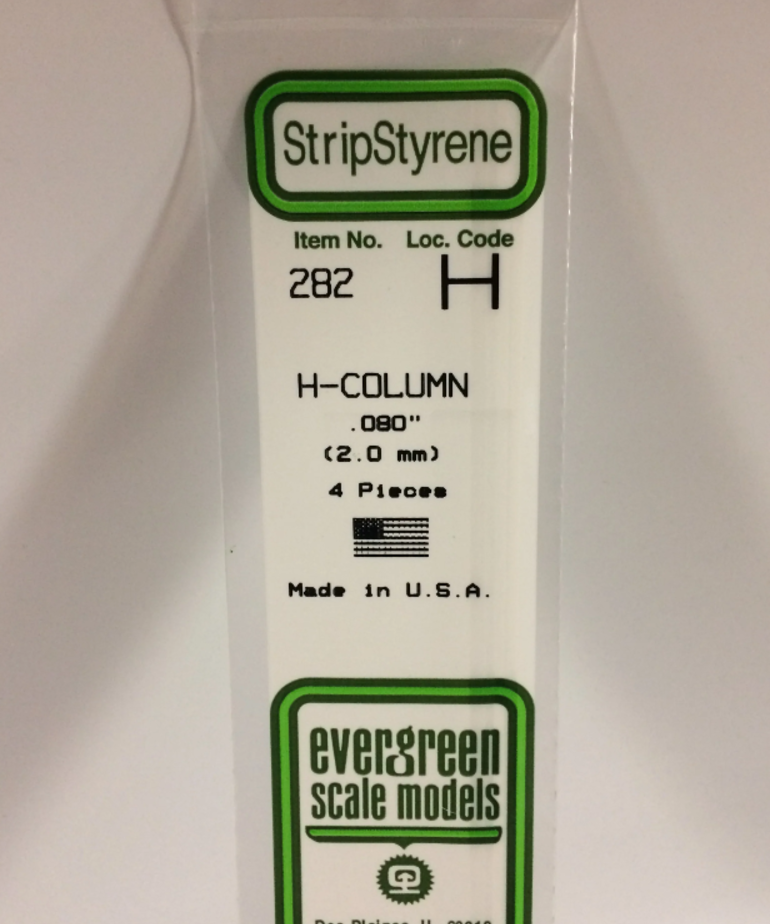 StripStyrene
Item No. Loc. Code
282 H
H-COLUMN
.080"
(2.0 mm)
4 Pieces
Made in U.S.A.
evergreen
scale models